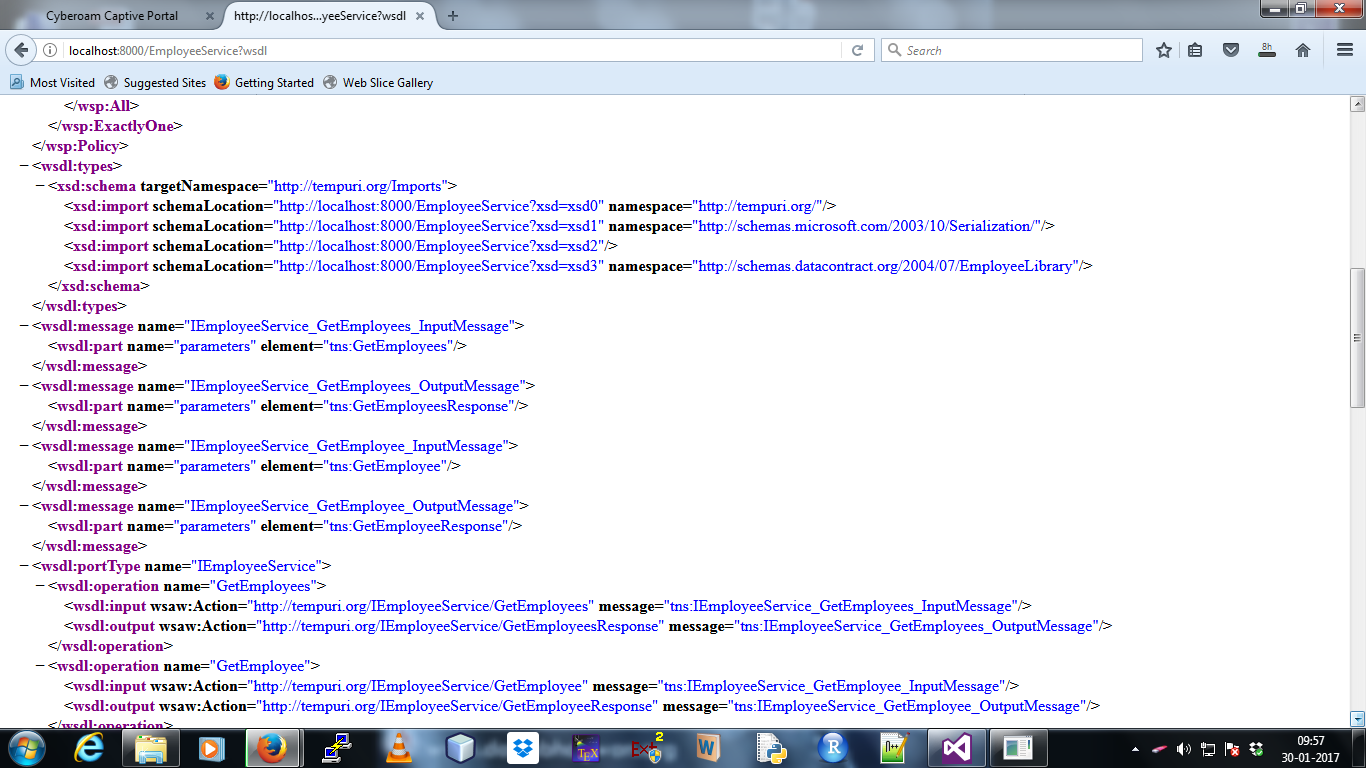 Cyberoam Captive Portal
http://localhos...yeeService?wsdl
localhost:8000/EmployeeService?wsdl
Search
8h
Most Visited
Suggested Sites
Getting Started
Web Slice Gallery
</wsp:All>
</wsp:ExactlyOne>
</wsp:Policy>
−<wsdl:types>
−<xsd:schema targetNamespace="http://tempuri.org/Imports">
<xsd:import schemaLocation="http://localhost:8000/EmployeeService?xsd=xsd0" namespace="http://tempuri.org/"/>
<xsd:import schemaLocation="http://localhost:8000/EmployeeService?xsd=xsd1" namespace="http://schemas.microsoft.com/2003/10/Serialization/"/>
<xsd:import schemaLocation="http://localhost:8000/EmployeeService?xsd=xsd2"/>
<xsd:import schemaLocation="http://localhost:8000/EmployeeService?xsd=xsd3" namespace="http://schemas.datacontract.org/2004/07/EmployeeLibrary"/>
</xsd:schema>
</wsdl:types>
−<wsdl:message name="IEmployeeService_GetEmployees_InputMessage">
<wsdl:part name="parameters" element="tns:GetEmployees"/>
</wsdl:message>
−<wsdl:message name="IEmployeeService_GetEmployees_OutputMessage">
<wsdl:part name="parameters" element="tns:GetEmployeesResponse"/>
</wsdl:message>
−<wsdl:message name="IEmployeeService_GetEmployee_InputMessage">
<wsdl:part name="parameters" element="tns:GetEmployee"/>
</wsdl:message>
−<wsdl:message name="IEmployeeService_GetEmployee_OutputMessage">
<wsdl:part name="parameters" element="tns:GetEmployeeResponse"/>
</wsdl:message>
−<wsdl:portType name="IEmployeeService">
−<wsdl:operation name="GetEmployees">
<wsdl:input wsaw:Action="http://tempuri.org/IEmployeeService/GetEmployees" message="tns:IEmployeeService_GetEmployees_InputMessage"/>
<wsdl:output wsaw:Action="http://tempuri.org/IEmployeeService/GetEmployeesResponse" message="tns:IEmployeeService_GetEmployees_OutputMessage"/>
</wsdl:operation>
−<wsdl:operation name="GetEmployee">
<wsdl:input wsaw:Action="http://tempuri.org/IEmployeeService/GetEmployee" message="tns:IEmployeeService_GetEmployee_InputMessage"/>
<wsdl:output wsaw:Action="http://tempuri.org/IEmployeeService/GetEmployeeResponse" message="tns:IEmployeeService_GetEmployee_OutputMessage"/>
</wsdl:operation>
09:57
30-01-2017